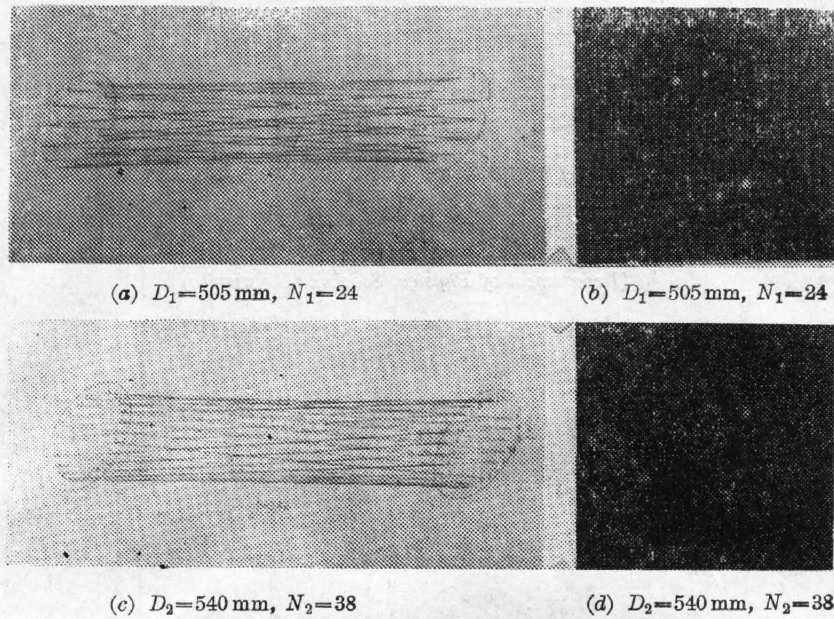 (a) D₁=505 mm, N₁=24
(b) D₁=505 mm, N₁=24
(c) D₂=540 mm, N₂=38
(d) D₂=540 mm, N₂=38